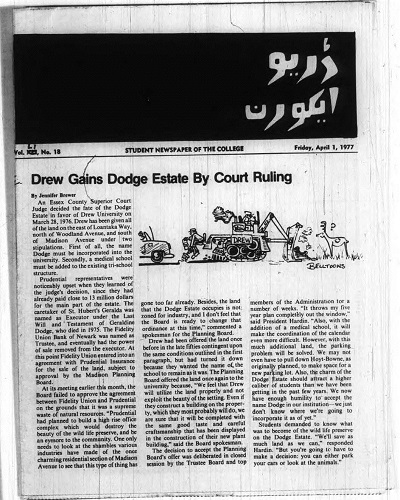 ڈريو
ايكورن
Vol. No. 18
STUDENT NEWSPAPER OF THE COLLEGE
Friday, April 1, 1977
Drew Gains Dodge Estate By Court Ruling
By Jennifer Brewer
An Essex County Superior Court
Judge decided the fate of the Dodge
Estate in favor of Drew University on
March 28, 1976. Drew has been given all
of the land on the east of Loantaka Way,
north of Woodland Avenue, and south
of Madison Avenue under two
stipulations. First of all, the name
Dodge must be incorporated into the
university. Secondly, a medical school
must be added to the existing tri-school
structure.
Prudential representatives were
noticeably upset when they learned of
the judge's decision, since they had
already paid close to 13 million dollars
for the main part of the estate. The
caretaker of St. Hubert's Geralda was
named as Executor under the Last Will
and Testament of Geraldine
Dodge, who died in 1973. The Fidelity
Union Bank of Newark was named as
Trustee, and eventually had the power
of sale removed from the executor. At
this point Fidelity Union entered into an
agreement with Prudential Insurance
for the sale of the land, subject to
approval by the Madison Planning
Board.
At its meeting earlier this month, the
Board failed to approve the agreement
between Fidelity Union and Prudential
on the grounds that it was a supreme
waste of natural resources. "Prudential
had planned to build a high rise office
complex which would destroy the
beauty of the wild life preserve, and be
an eyesore to the community. One only
needs to look at the shambles various
industries have made of the once
charming residential section of Madison
Avenue to see that this type of thing has
DREW
BELLTOONS
gone too far already. Besides, the land
that the Dodge Estate occupies is not
zoned for industry, and I don't feel that
the Board is ready to change that
ordinance at this time," commented a
spokesman for the Planning Board.
Drew had been offered the land once
before in the late fifties contingent upon
the same conditions outlined in the first
paragraph, but had turned it down
because they wanted the name of the
school to remain as it was. The Planning
Board offered the land once again to the
university because, "We feel that Drew
will utilize the land properly and not
exploit the beauty of the setting. Even if
they construct a building on the proper-
ty, which they most probably will do, we
are sure that it will be completed with
the same good taste and careful
craftsmanship that has been displayed
in the construction of their new plant
building," said the Board spokesman.
The decision to accept the Planning
Board's offer was deliberated in closed
session by the Trustee Board and top
members of the Administration for a
number of weeks. "It throws my five
year plan completely out the window,"
said President Hardin. "Also, with the
addition of a medical school, it will
make the coordination of the calendar
even more difficult. However, with this
much additional land, the parking
problem will be solved. We may not
even have to pull down Hoyt-Bowne, as
originally planned, to make space for a
new parking lot. Also, the charm of the
Dodge Estate should attract a higher
caliber of students than we have been
getting in the past few years. We now
have enough humility to accept the
name Dodge in our institution - we just
don't know where we're going to
incorporate it as of yet."
Students demanded to know what
was to become of the wild life preserve
on the Dodge Estate. "We'll save as
much land as we can," responded
Hardin. "But you're going to have to
make a decision: you can either park
your cars or look at the animals."